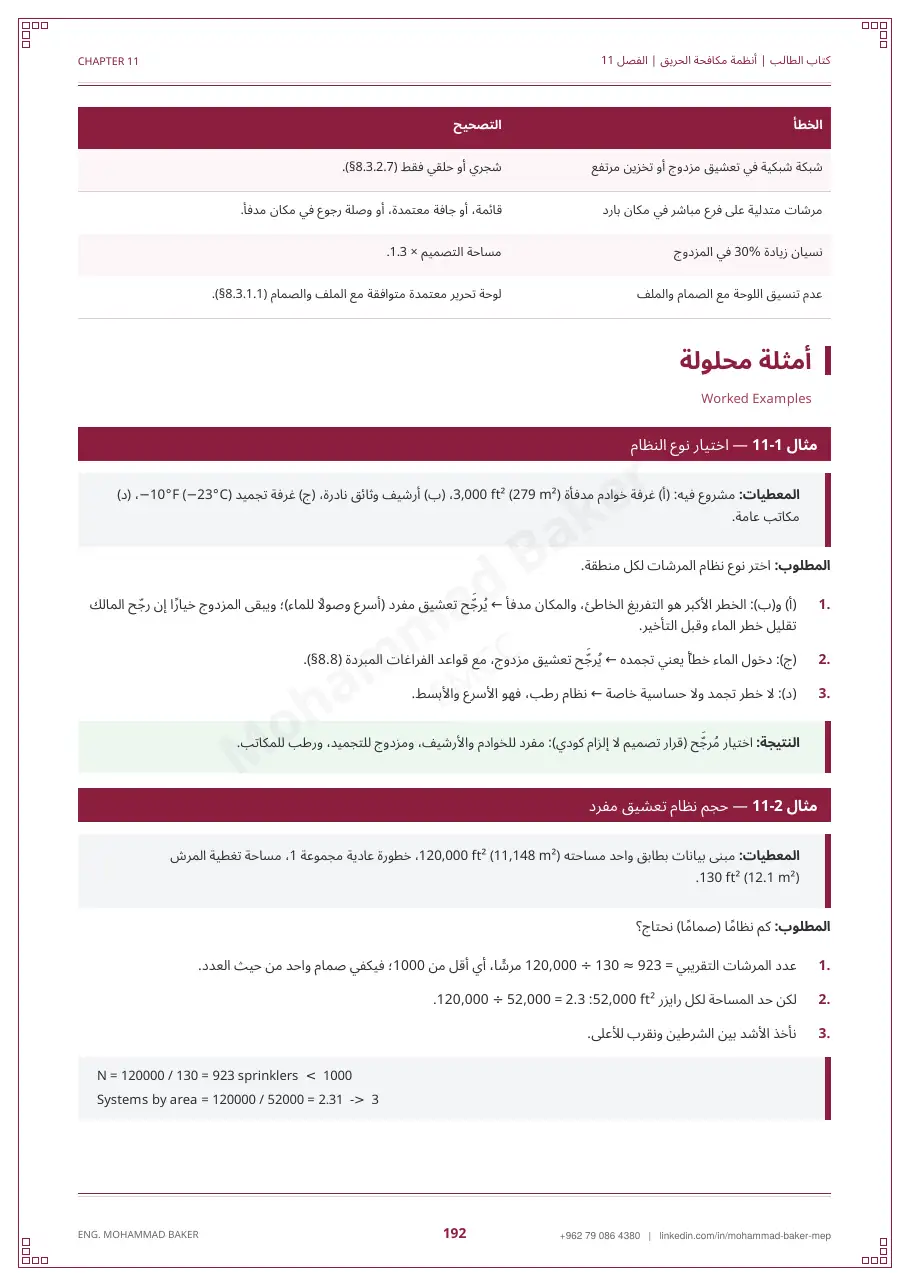 كتاب الطالب | أنظمة مكافحة الحريق | الفصل 11
CHAPTER 11
الخطأ التصحيح
شبكة شبكية في تعشيق مزدوج أو تخزين مرتفع شجري أو حلقي فقط (§8.3.2.7).
مرشات متدلية على فرع مباشر في مكان بارد قائمة، أو جافة معتمدة، أو وصلة رجوع في مكان مدفأ.
نسيان زيادة 30% في المزدوج مساحة التصميم × 1.3.
عدم تنسيق اللوحة مع الصمام والملف لوحة تحرير معتمدة متوافقة مع الملف والصمام (§8.3.1.1).
أمثلة محلولة
Worked Examples
مثال 1-11 — اختيار نوع النظام
المعطيات: مشروع فيه: (أ) غرفة خوادم مدفأة 3,000 ft² (279 m²)، (ب) أرشيف وثائق نادرة، (ج) غرفة تجميد −10°F (−23°C)، (د)
مكاتب عامة.
المطلوب: اختر نوع نظام المرشات لكل منطقة.
1. (أ) و(ب): الخطر الأكبر هو التفريغ الخاطئ، والمكان مدفأ ← يُرجَّح تعشيق مفرد (أسرع وصولًا للماء)؛ ويبقى المزدوج خيارًا إن رجّح المالك
تقليل خطر الماء وقبل التأخير.
2. (ج): دخول الماء خطأً يعني تجمده ← يُرجَّح تعشيق مزدوج، مع قواعد الفراغات المبردة (§8.8).
3. (د): لا خطر تجمد ولا حساسية خاصة ← نظام رطب، فهو الأسرع والأبسط.
النتيجة: اختيار مُرجَّح (قرار تصميم لا إلزام كودي): مفرد للخوادم والأرشيف، ومزدوج للتجميد، ورطب للمكاتب.
Mohammad Baker
مثال 2-11 — حجم نظام تعشيق مفرد
المعطيات: مبنى بيانات بطابق واحد مساحته 120,000 ft² (11,148 m²)، خطورة عادية مجموعة 1، مساحة تغطية المرش
130 ft² (12.1 m²).
المطلوب: كم نظامًا (صمامًا) نحتاج؟
1. عدد المرشات التقريبي = 120,000 ÷ 130 ≈ 923 مرشًا، أي أقل من 1000؛ فيكفي صمام واحد من حيث العدد.
2. لكن حد المساحة لكل رايزر 52,000 ft²: 120,000 ÷ 52,000 = 2.3.
3. نأخذ الأشد بين الشرطين ونقرب للأعلى.
N = 120000 / 130 = 923 sprinklers < 1000
Systems by area = 120000 / 52000 = 2.31 -> 3
ENG. MOHAMMAD BAKER
192
+962 79 086 4380 | linkedin.com/in/mohammad-baker-mep